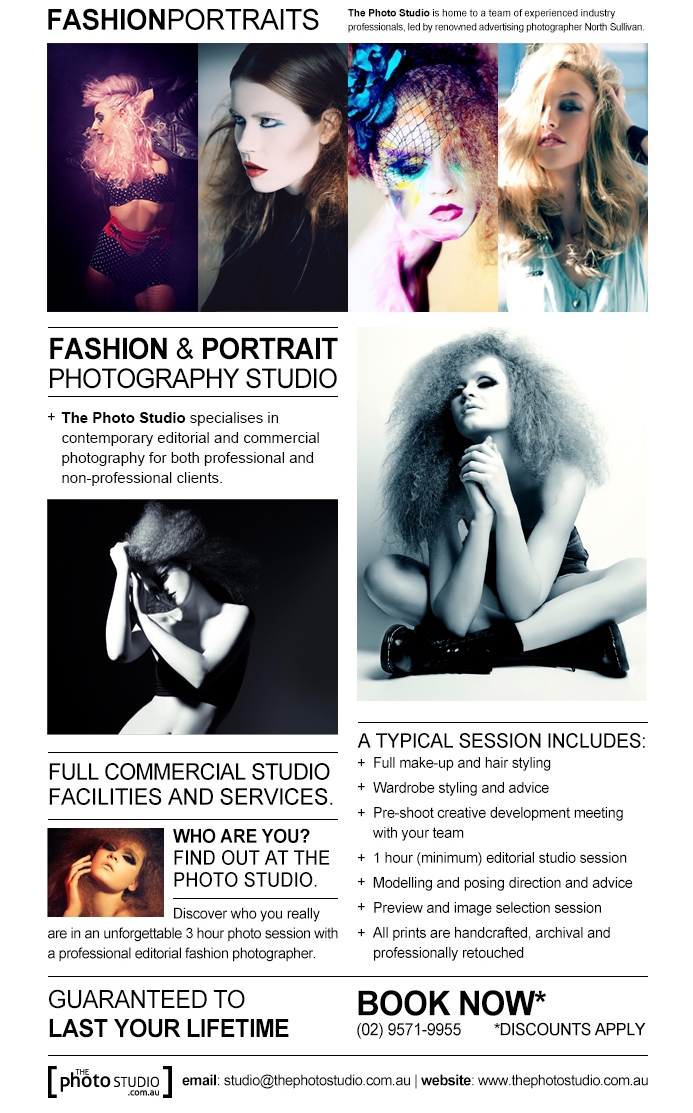 FASHIONPORTRAITS
The Photo Studio is home to a team of experienced industry
professionals, led by renowned advertising photographer North Sullivan.
FASHION & PORTRAIT
PHOTOGRAPHY STUDIO
+ The Photo Studio specialises in
contemporary editorial and commercial
photography for both professional and
non-professional clients.
FULL COMMERCIAL STUDIO
FACILITIES AND SERVICES.
WHO ARE YOU?
FIND OUT AT THE
PHOTO STUDIO.
Discover who you really
are in an unforgettable 3 hour photo session with
a professional editorial fashion photographer.
A TYPICAL SESSION INCLUDES:
+ Full make-up and hair styling
+ Wardrobe styling and advice
+ Pre-shoot creative development meeting
with your team
+ 1 hour (minimum) editorial studio session
+ Modelling and posing direction and advice
+ Preview and image selection session
+ All prints are handcrafted, archival and
professionally retouched
GUARANTEED TO
LAST YOUR LIFETIME
BOOK NOW*
(02) 9571-9955 *DISCOUNTS APPLY
[THE photo STUDIO .com.au]
email: studio@thephotostudio.com.au | website: www.thephotostudio.com.au